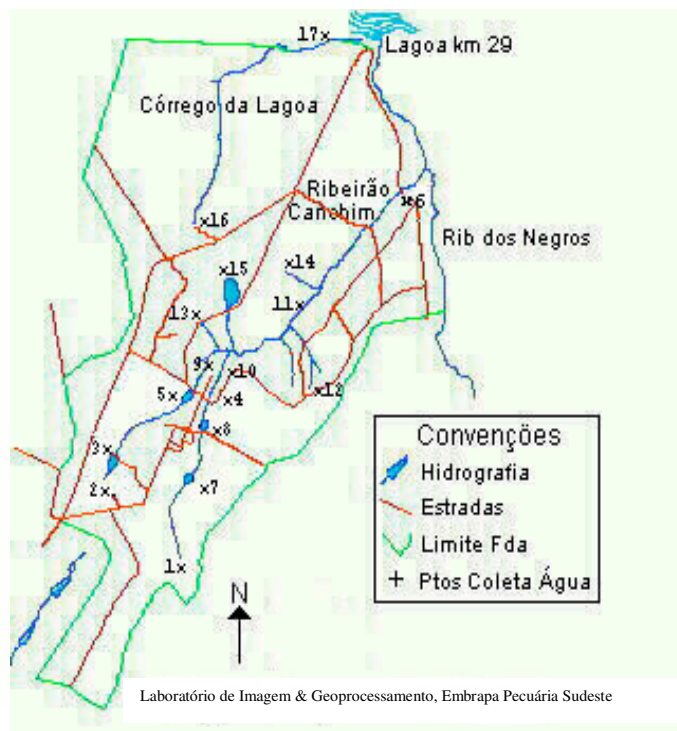 17x
Lagoa km 29
Córrego da Lagoa
Ribeirão
Canchim
x6
x16
Rib dos Negros
x15
x14
11x
13x
9x
x10
5x
x4
x12
x8
3x
2x
x7
1x
N
Convenções
Hidrografia
Estradas
Limite Fda
+ Ptos Coleta Água
Laboratório de Imagem & Geoprocessamento, Embrapa Pecuária Sudeste